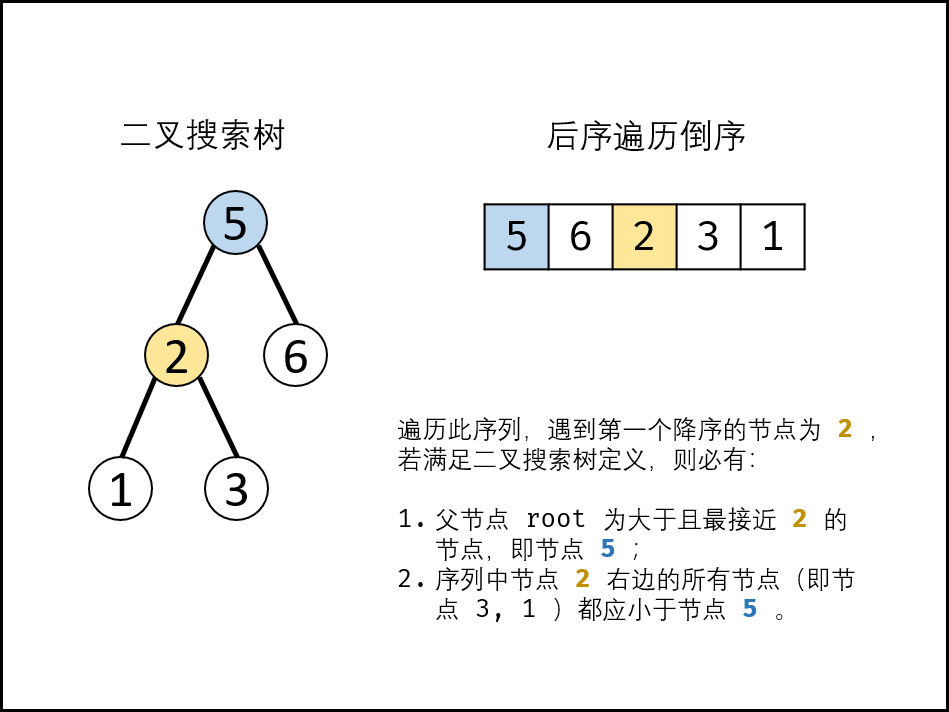 二叉搜索树
后序遍历倒序
5
5 6 2 3 1
2 6
1 3
遍历此序列，遇到第一个降序的节点为 2 ，
若满足二叉搜索树定义，则必有：
1. 父节点 root 为大于且最接近 2 的
节点，即节点 5 ；
2. 序列中节点 2 右边的所有节点（即节
点 3, 1 ）都应小于节点 5 。